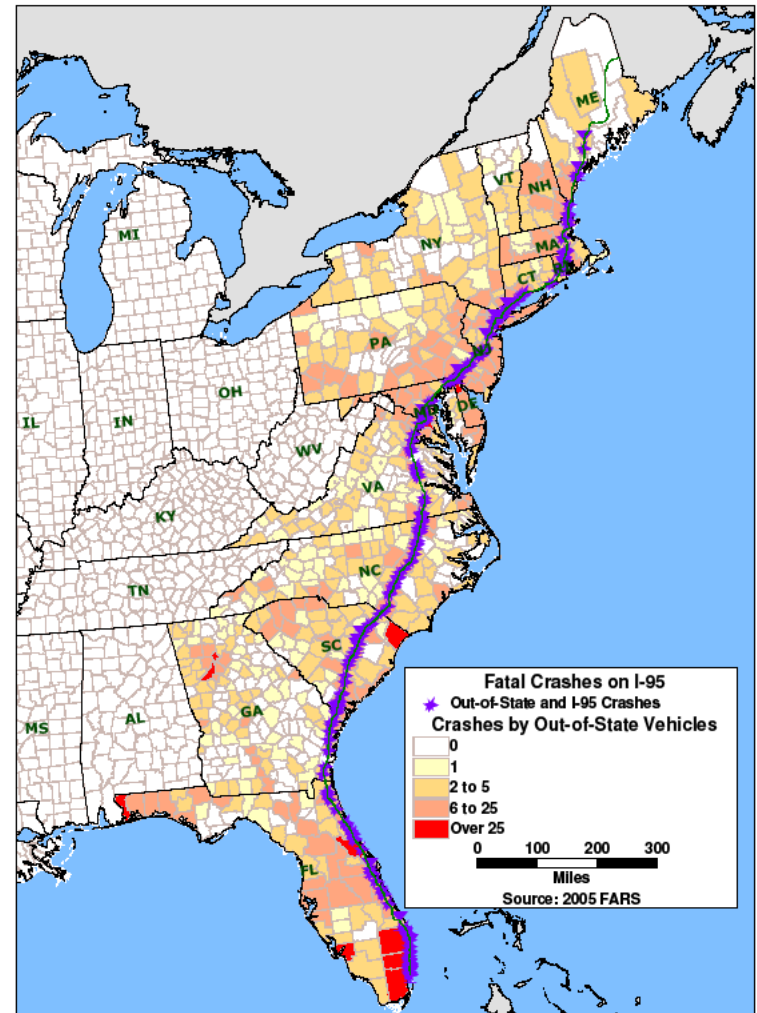 ME
VT
NH
MI
NY
MA
CT
RI
PA
NJ
OH
IL
IN
MD
DE
WV
VA
KY
NC
TN
SC
GA
AL
MS
FL
Fatal Crashes on I-95
Out-of-State and I-95 Crashes
Crashes by Out-of-State Vehicles
0
1
2 to 5
6 to 25
Over 25
0 100 200 300
Miles
Source: 2005 FARS